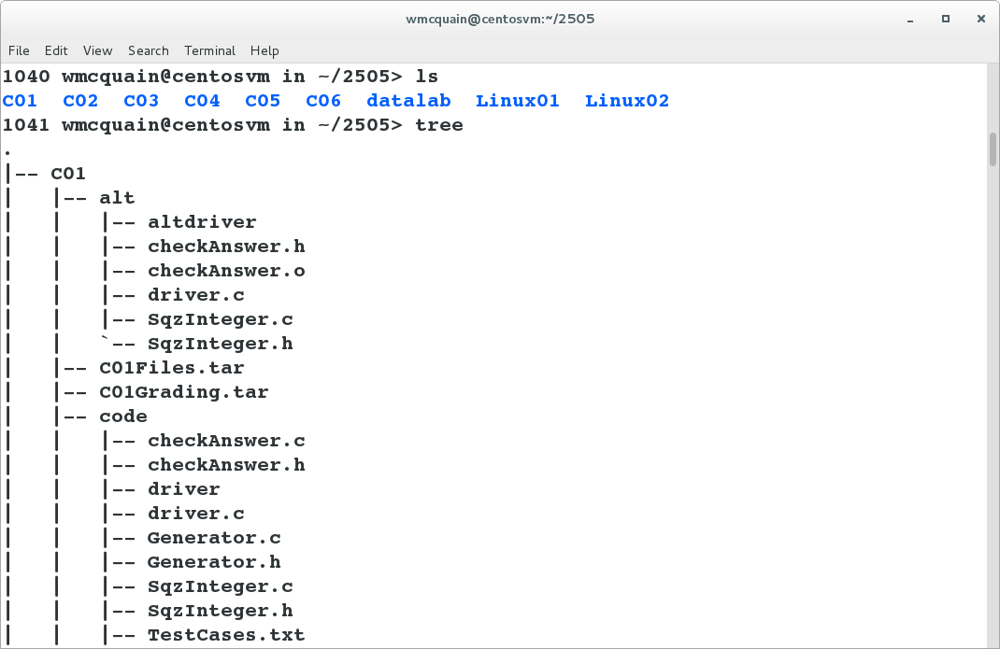 wmcquain@centosvm:~/2505
File Edit View Search Terminal Help
1040 wmcquain@centosvm in ~/2505> ls
C01  C02  C03  C04  C05  C06  datalab  Linux01  Linux02
1041 wmcquain@centosvm in ~/2505> tree
.
|-- C01
|   |-- alt
|   |   |-- altdriver
|   |   |-- checkAnswer.h
|   |   |-- checkAnswer.o
|   |   |-- driver.c
|   |   |-- SqzInteger.c
|   |   `-- SqzInteger.h
|   |-- C01Files.tar
|   |-- C01Grading.tar
|   |-- code
|   |   |-- checkAnswer.c
|   |   |-- checkAnswer.h
|   |   |-- driver
|   |   |-- driver.c
|   |   |-- Generator.c
|   |   |-- Generator.h
|   |   |-- SqzInteger.c
|   |   |-- SqzInteger.h
|   |   |-- TestCases.txt